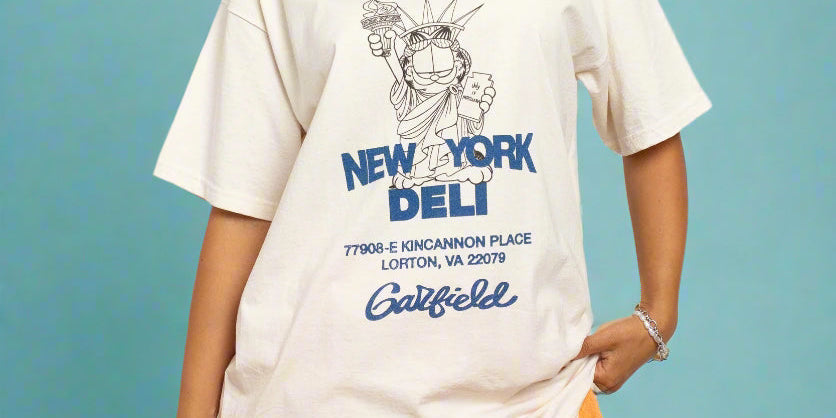 NEW YORK
DELI
77908-E KINCANNON PLACE
LORTON, VA 22079
Garfield